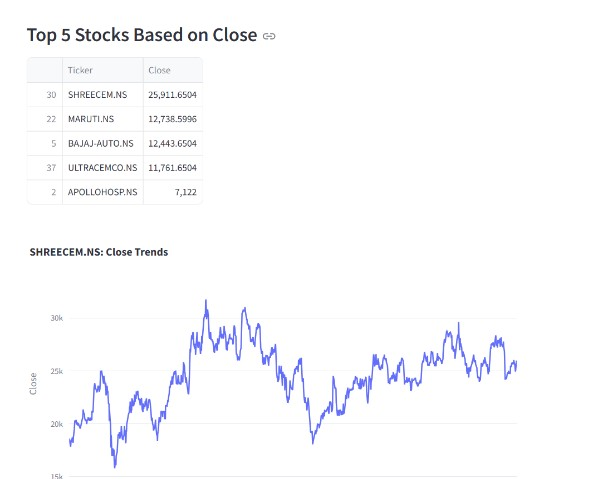 Top 5 Stocks Based on Close
Ticker Close
30 SHREECEM.NS 25,911.6504
22 MARUTI.NS 12,738.5996
5 BAJAJ-AUTO.NS 12,443.6504
37 ULTRACEMCO.NS 11,761.6504
2 APOLLOHOSP.NS 7,122
SHREECEM.NS: Close Trends
30k
25k
Close
20k
15k